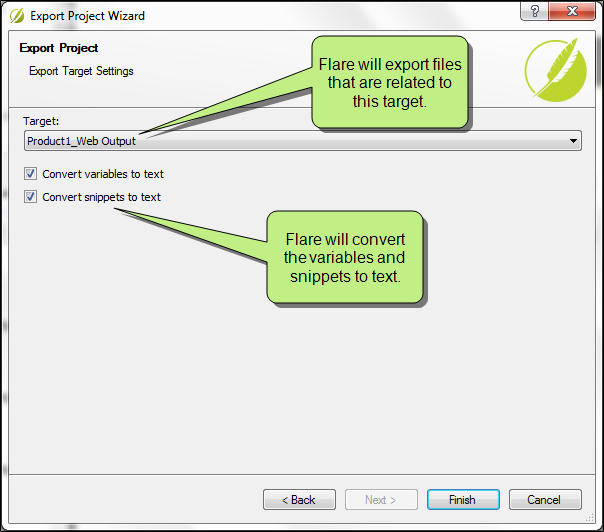 Export Project Wizard
Export Project
Export Target Settings
Flare will export files
that are related to
this target.
Target:
Product1_Web Output
Convert variables to text
Convert snippets to text
Flare will convert
the variables and
snippets to text.
< Back
Next >
Finish
Cancel